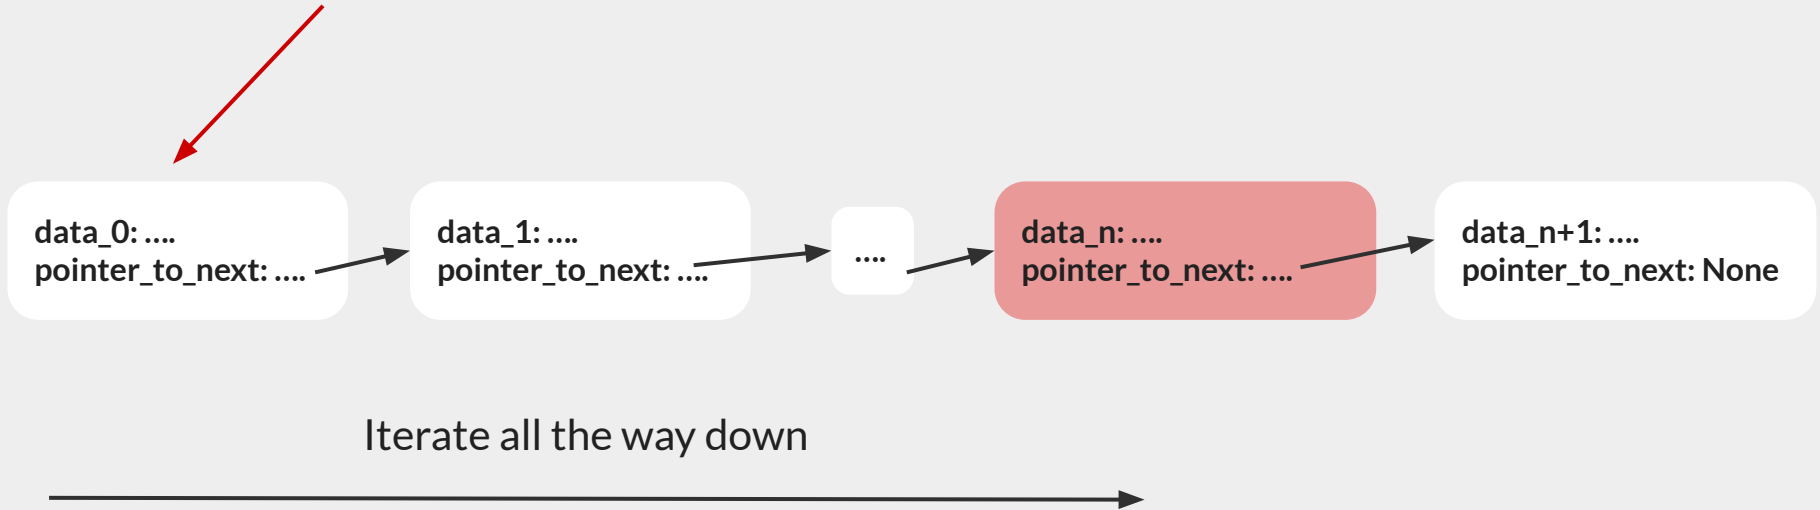 data_0: ....
pointer_to_next: ....
data_1: ....
pointer_to_next: ....
....
data_n: ....
pointer_to_next: ....
data_n+1: ....
pointer_to_next: None
Iterate all the way down